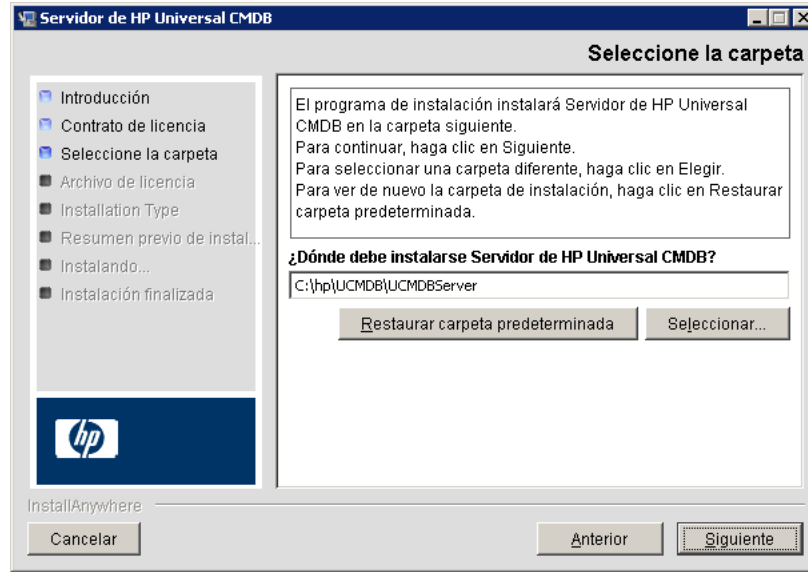 Servidor de HP Universal CMDB
Seleccione la carpeta
Introducción
Contrato de licencia
Seleccione la carpeta
Archivo de licencia
Installation Type
Resumen previo de instal...
Instalando...
Instalación finalizada
El programa de instalación instalará Servidor de HP Universal
CMDB en la carpeta siguiente.
Para continuar, haga clic en Siguiente.
Para seleccionar una carpeta diferente, haga clic en Elegir.
Para ver de nuevo la carpeta de instalación, haga clic en Restaurar
carpeta predeterminada.
¿Dónde debe instalarse Servidor de HP Universal CMDB?
C:\hp\UCMDB\UCMDBServer
Restaurar carpeta predeterminada Seleccionar...
hp
InstallAnywhere
Cancelar Anterior Siguiente